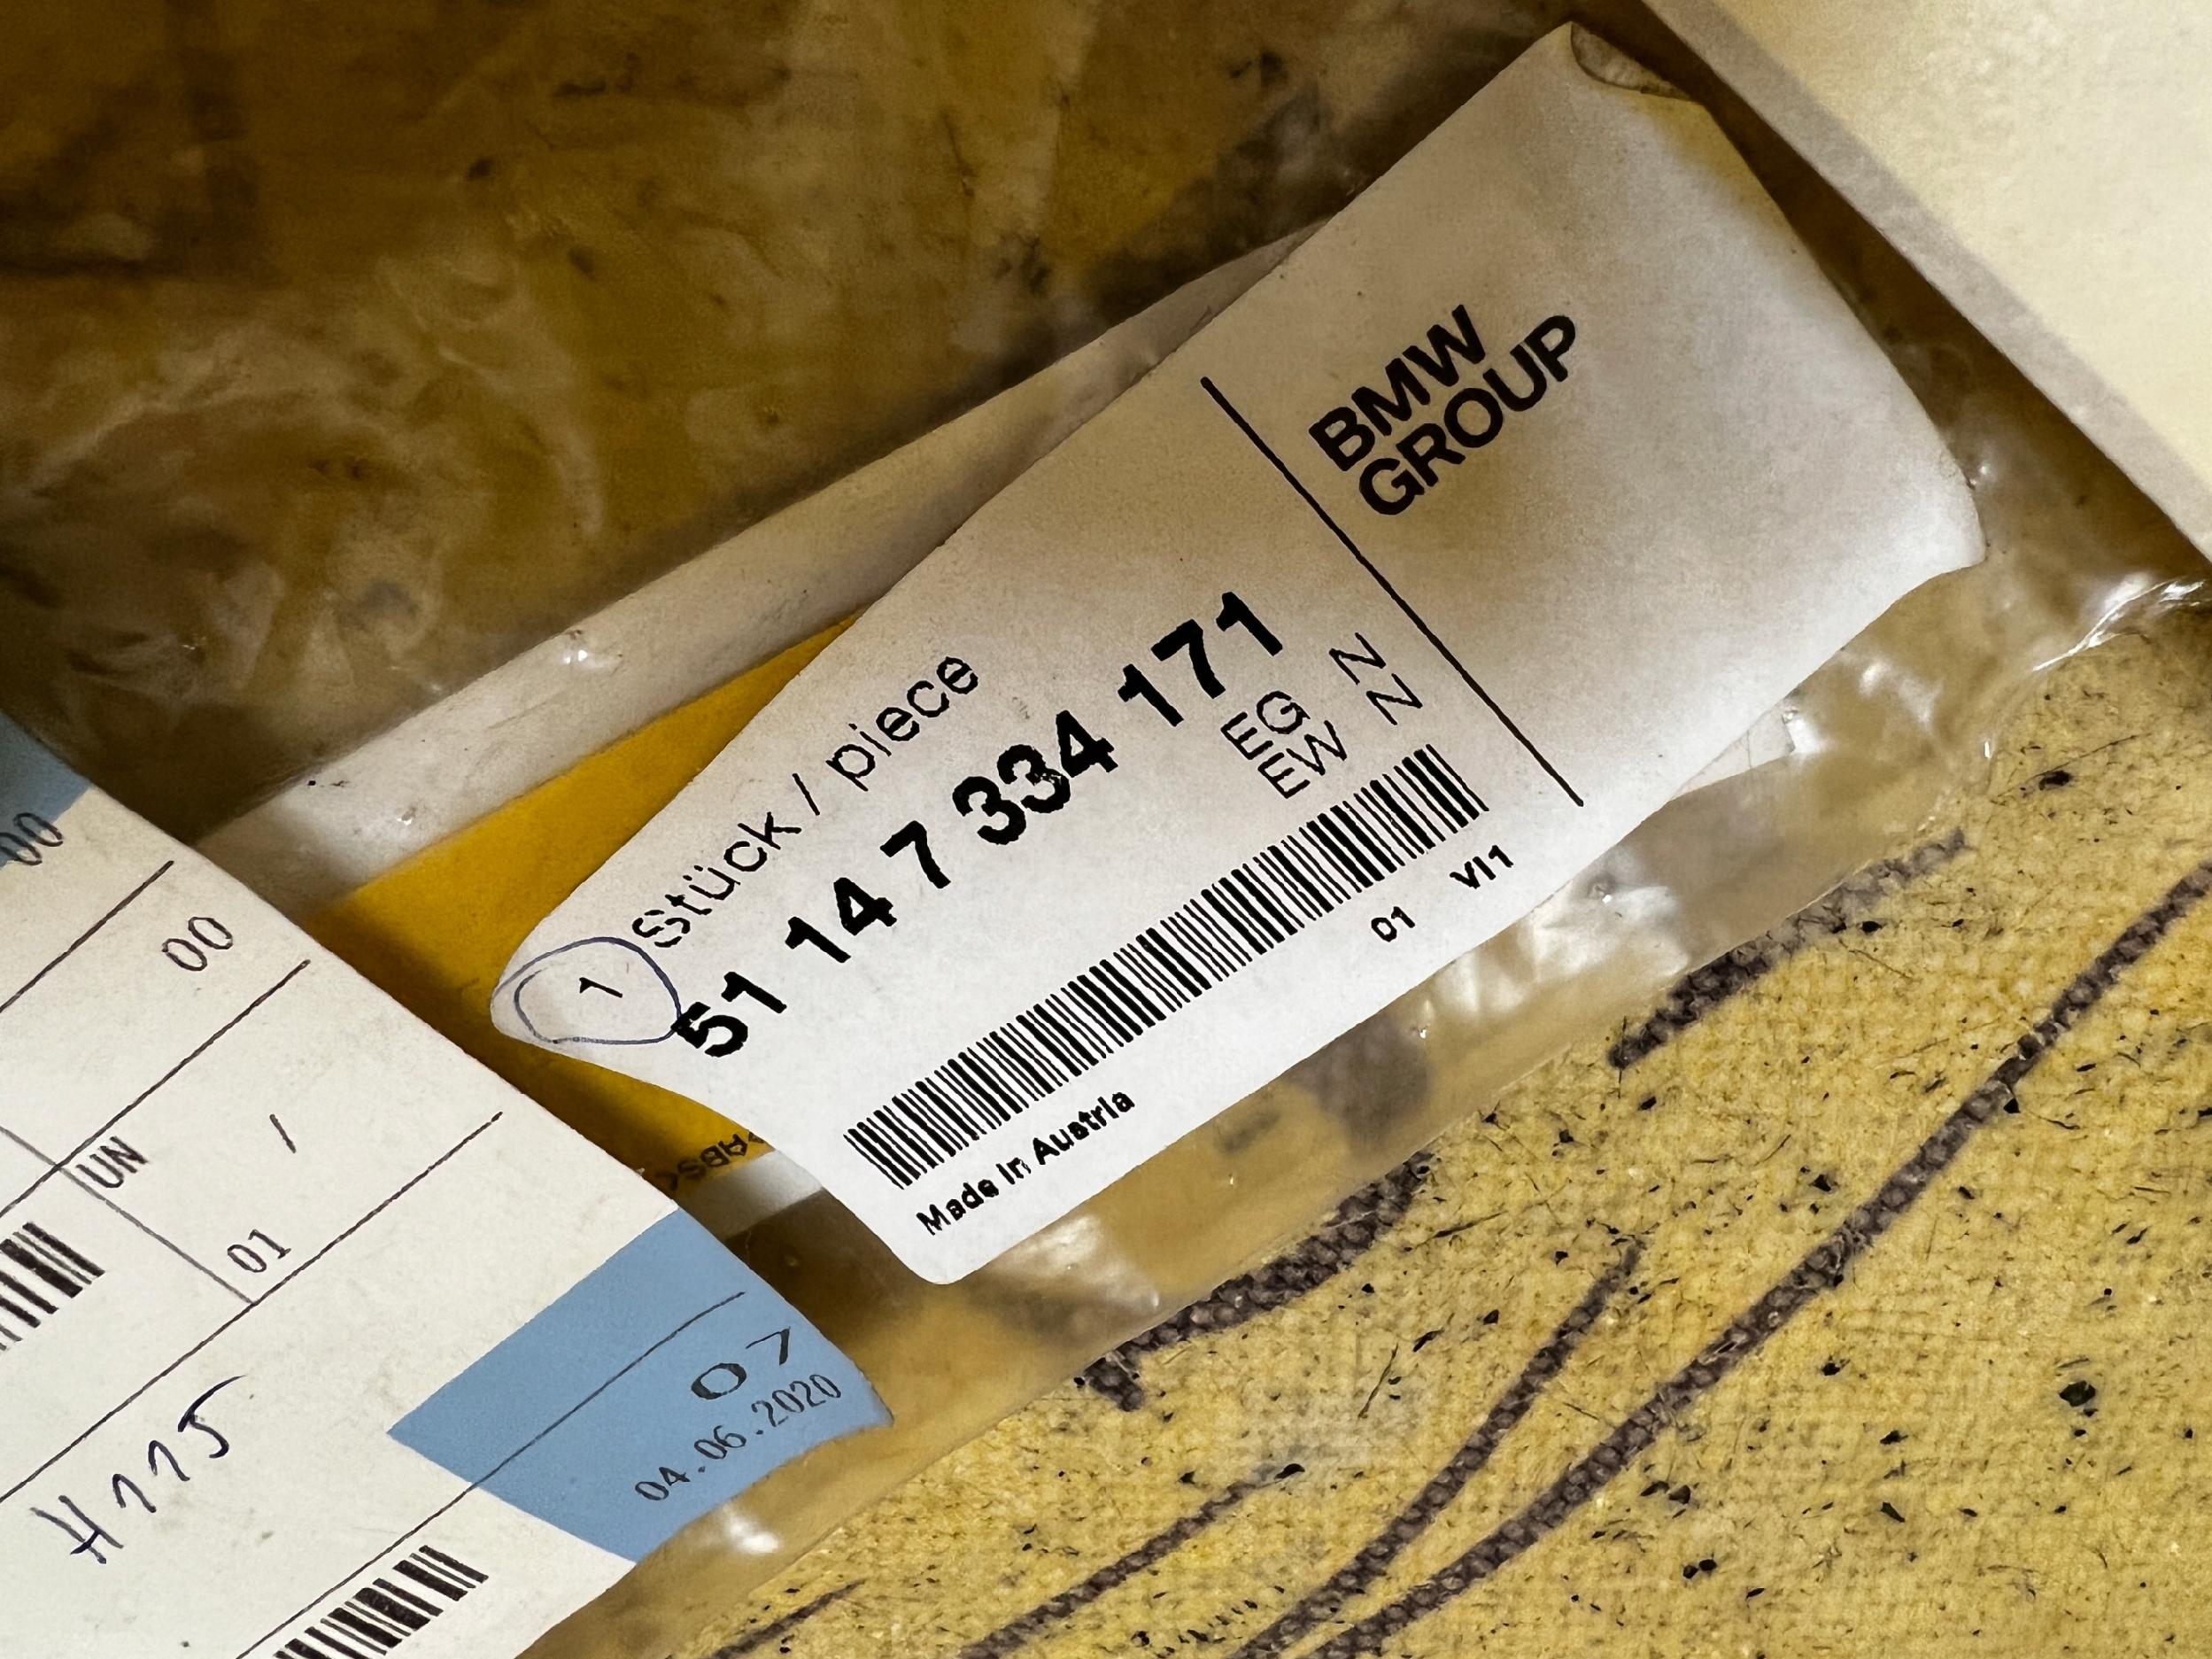 BMW
GROUP
1 Stück / piece
51 14 7 334 171
EG N
EW N
01 VI1
Made in Austria
00
00
UN
01
H115
07
04.06.2020